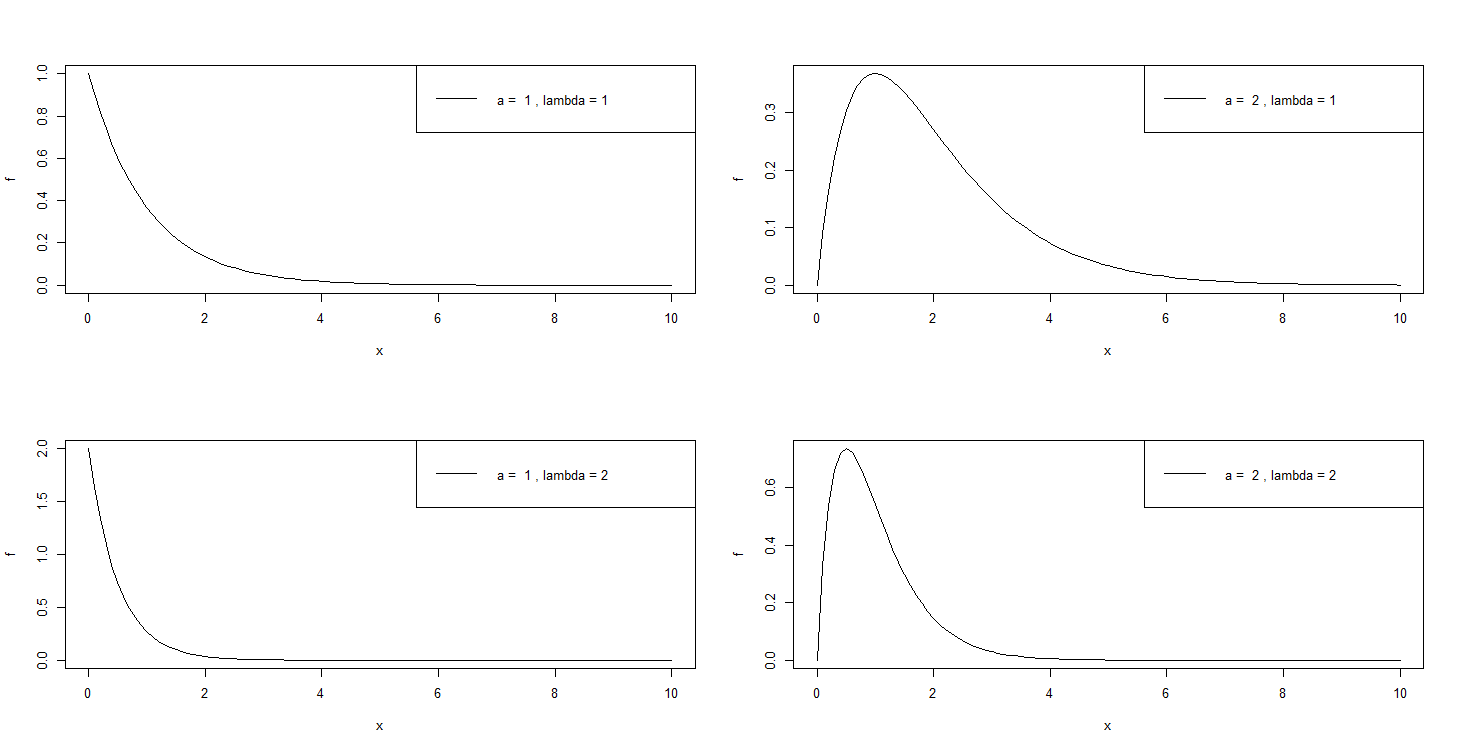 a =  1 , lambda = 1
f
1.0
0.8
0.6
0.4
0.2
0.0
0 2 4 6 8 10
x
a =  2 , lambda = 1
f
0.3
0.2
0.1
0.0
0 2 4 6 8 10
x
a =  1 , lambda = 2
f
2.0
1.5
1.0
0.5
0.0
0 2 4 6 8 10
x
a =  2 , lambda = 2
f
0.6
0.4
0.2
0.0
0 2 4 6 8 10
x